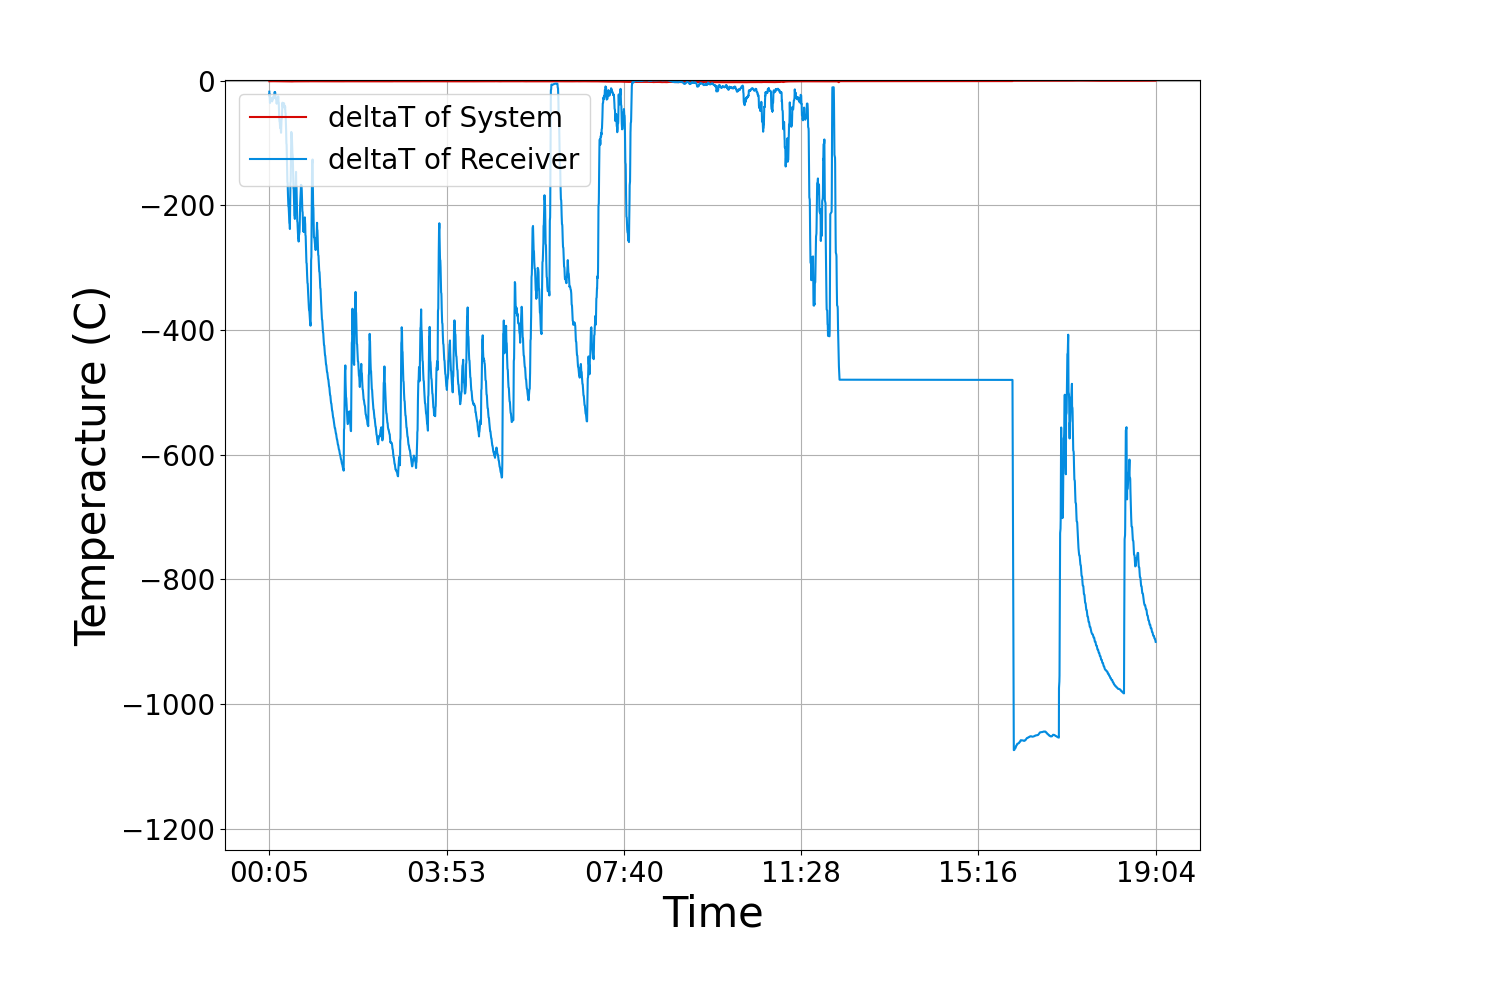 0
deltaT of System
deltaT of Receiver
−200
−400
−600
−800
−1000
−1200
Temperacture (C)
00:05 03:53 07:40 11:28 15:16 19:04
Time